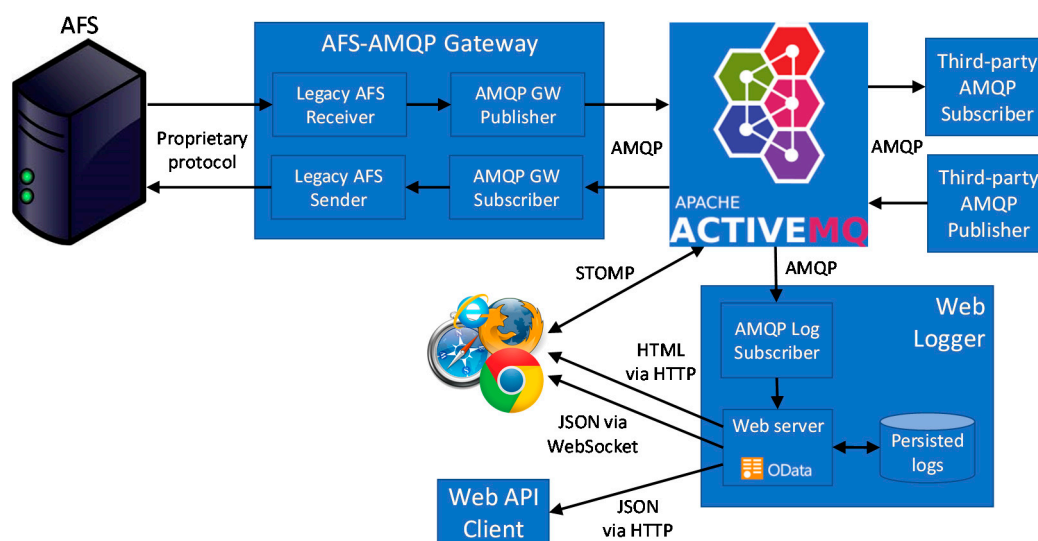 AFS
AFS-AMQP Gateway
Legacy AFS
Receiver
AMQP GW
Publisher
Proprietary
protocol
Legacy AFS
Sender
AMQP GW
Subscriber
AMQP
APACHE
ACTIVEMQ
Third-party
AMQP
Subscriber
AMQP
Third-party
AMQP
Publisher
STOMP
AMQP
Web
Logger
AMQP Log
Subscriber
HTML
via HTTP
JSON via
WebSocket
Web server
OData
Persisted
logs
Web API
Client
JSON
via HTTP